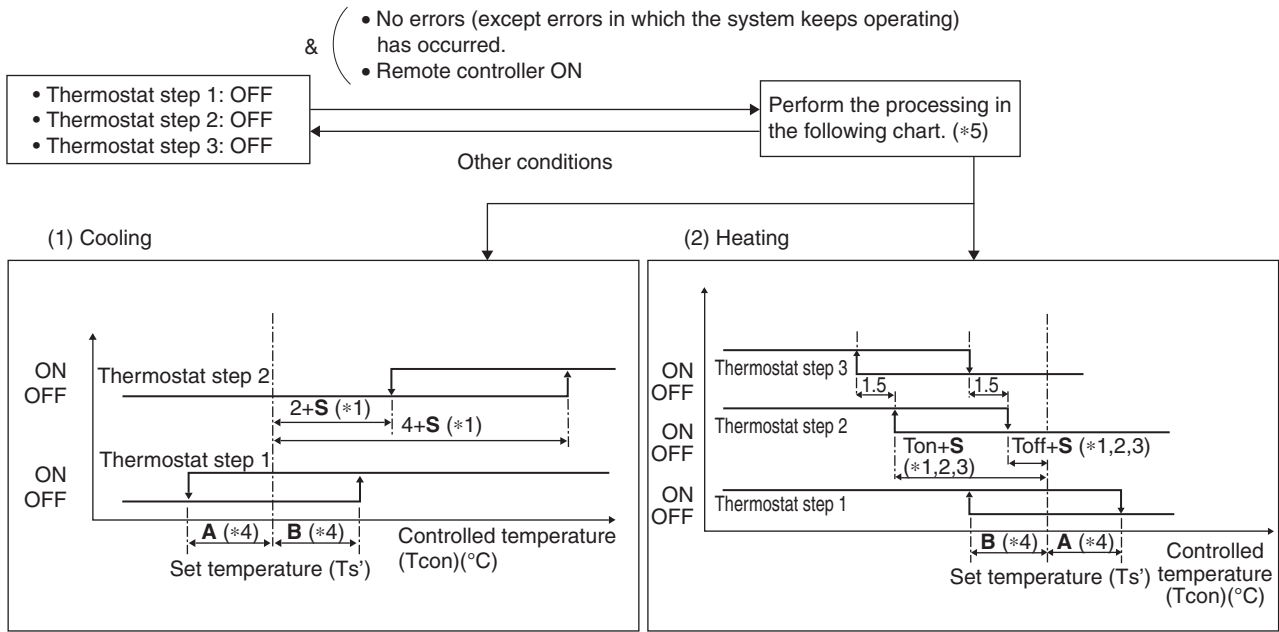 &
• No errors (except errors in which the system keeps operating)
has occurred.
• Remote controller ON
• Thermostat step 1: OFF
• Thermostat step 2: OFF
• Thermostat step 3: OFF
Perform the processing in
the following chart. (*5)
Other conditions
(1) Cooling
ON
OFF
Thermostat step 2
2+S (*1)
4+S (*1)
Thermostat step 1
ON
OFF
A (*4)
B (*4)
Controlled temperature
(Tcon)(°C)
Set temperature (Ts')
(2) Heating
ON
OFF
Thermostat step 3
1.5
1.5
ON
OFF
Thermostat step 2
Ton+S
(*1,2,3)
Toff+S (*1,2,3)
ON
OFF
Thermostat step 1
B (*4)
A (*4)
Set temperature (Ts')
Controlled
temperature
(Tcon)(°C)